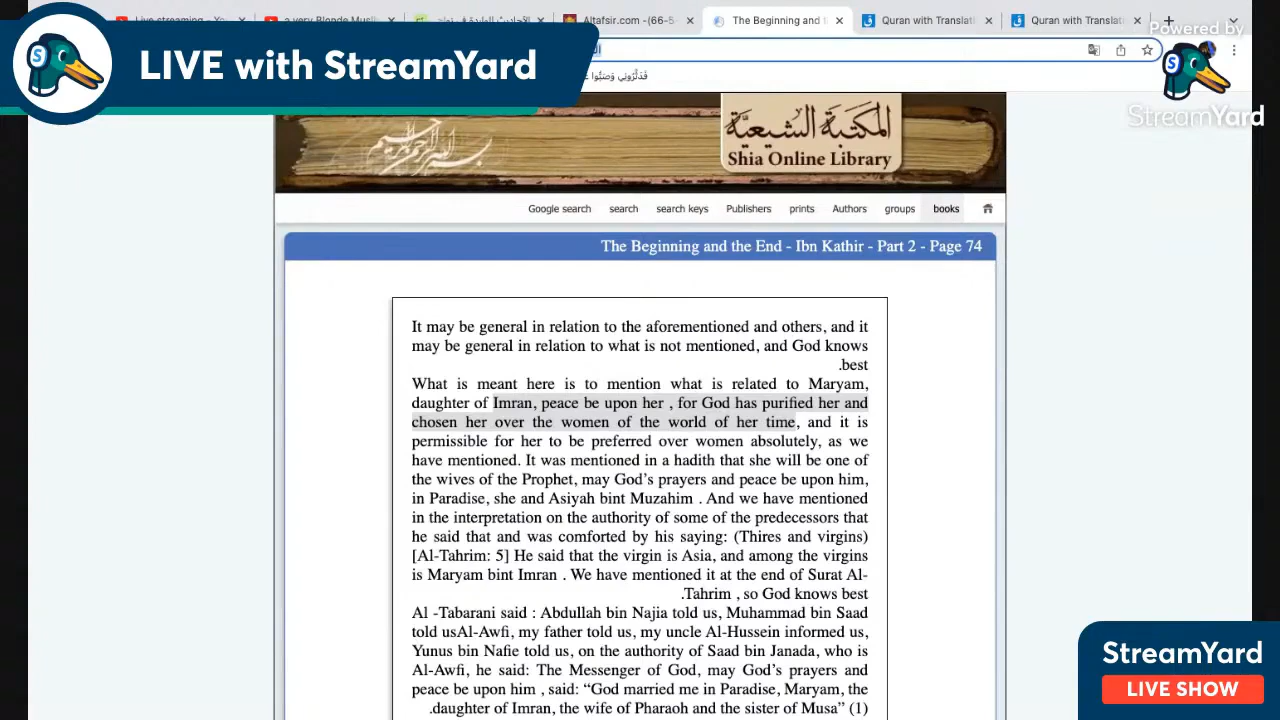 LIVE with StreamYard
Live streaming - Yo
a very Blonde Musli
Altafsir.com -(66-5-
The Beginning and t
Quran with Translati
Quran with Translati
Powered by
StreamYard
المكتبة الشيعية
Shia Online Library
Google search search search keys Publishers prints Authors groups books
The Beginning and the End - Ibn Kathir - Part 2 - Page 74
It may be general in relation to the aforementioned and others, and it
may be general in relation to what is not mentioned, and God knows
.best
What is meant here is to mention what is related to Maryam,
daughter of Imran, peace be upon her , for God has purified her and
chosen her over the women of the world of her time, and it is
permissible for her to be preferred over women absolutely, as we
have mentioned. It was mentioned in a hadith that she will be one of
the wives of the Prophet, may God's prayers and peace be upon him,
in Paradise, she and Asiyah bint Muzahim . And we have mentioned
in the interpretation on the authority of some of the predecessors that
he said that and was comforted by his saying: (Thires and virgins)
[Al-Tahrim: 5] He said that the virgin is Asia, and among the virgins
is Maryam bint Imran . We have mentioned it at the end of Surat Al-
.Tahrim , so God knows best
Al -Tabarani said : Abdullah bin Najia told us, Muhammad bin Saad
told usAl-Awfi, my father told us, my uncle Al-Hussein informed us,
Yunus bin Nafie told us, on the authority of Saad bin Janada, who is
Al-Awfi, he said: The Messenger of God, may God's prayers and
peace be upon him , said: “God married me in Paradise, Maryam, the
.daughter of Imran, the wife of Pharaoh and the sister of Musa” (1)
StreamYard
LIVE SHOW